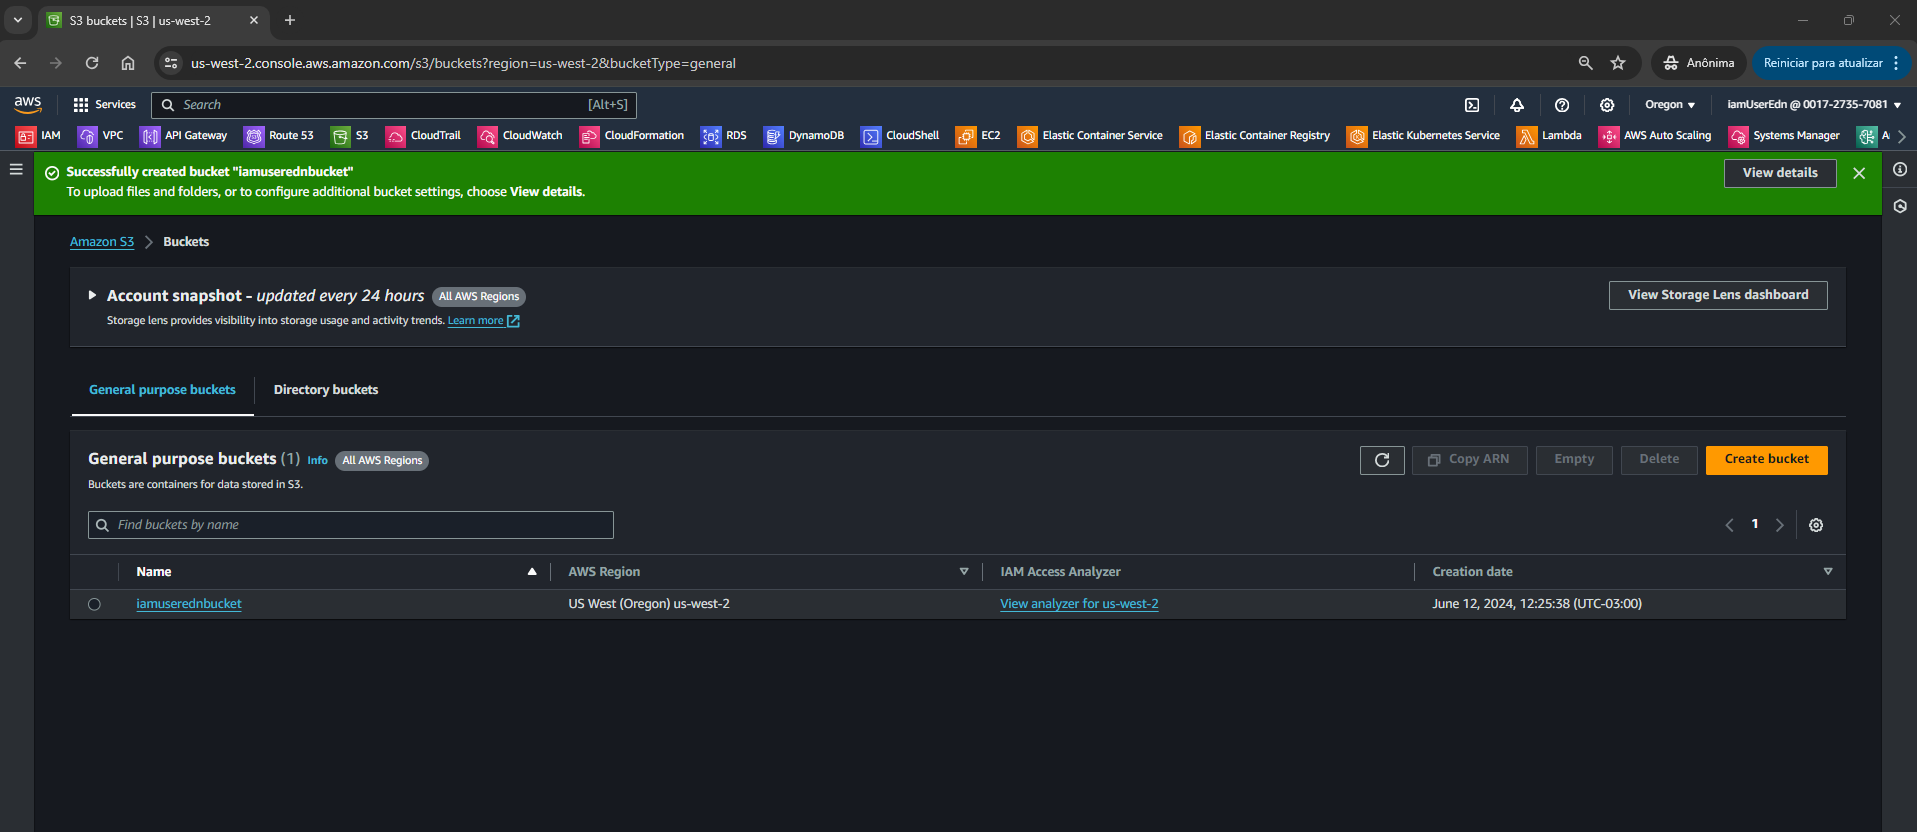 S3 buckets | S3 | us-west-2
us-west-2.console.aws.amazon.com/s3/buckets?region=us-west-2&bucketType=general
Anônima
Reiniciar para atualizar
aws
Services
Search
[Alt+S]
Oregon
iamUserEdn @ 0017-2735-7081
IAM VPC API Gateway Route 53 S3 CloudTrail CloudWatch CloudFormation RDS DynamoDB CloudShell EC2 Elastic Container Service Elastic Container Registry Elastic Kubernetes Service Lambda AWS Auto Scaling Systems Manager
Successfully created bucket "iamuserednbucket"
To upload files and folders, or to configure additional bucket settings, choose View details.
View details
Amazon S3 > Buckets
Account snapshot - updated every 24 hours All AWS Regions
Storage lens provides visibility into storage usage and activity trends. Learn more
View Storage Lens dashboard
General purpose buckets
Directory buckets
General purpose buckets (1) Info All AWS Regions
Buckets are containers for data stored in S3.
Copy ARN
Empty
Delete
Create bucket
Find buckets by name
1
Name AWS Region IAM Access Analyzer Creation date
iamuserednbucket US West (Oregon) us-west-2 View analyzer for us-west-2 June 12, 2024, 12:25:38 (UTC-03:00)